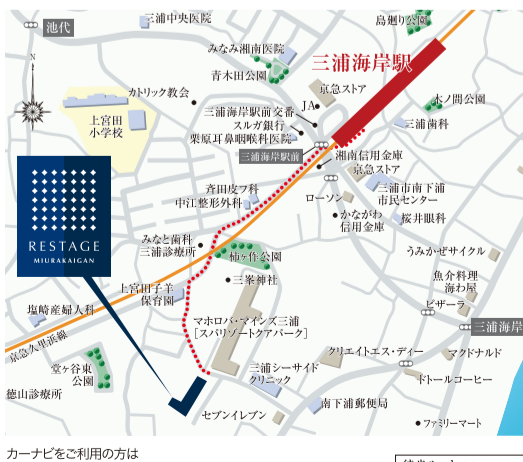 池代
三浦中央医院
島廻り公園
みなみ湘南医院
青木田公園
三浦海岸駅
京急ストア
カトリック教会
JA
三浦海岸駅前交番
スルガ銀行
栗原耳鼻咽喉科医院
木ノ間公園
三浦歯科
N
上宮田
小学校
三浦海岸駅前
湘南信用金庫
京急ストア
三浦市南下浦
市民センター
斉田皮フ科
中江整形外科
ローソン
かながわ
信用金庫
桜井眼科
RESTAGE
MIURAKAIGAN
みなと歯科
三浦診療所
柿ヶ作公園
うみかぜサイクル
三峯神社
魚介料理
海わ屋
上宮田子羊
保育園
ピザーラ
塩崎産婦人科
マホロバ・マインズ三浦
[スパリゾートクアパーク]
三浦海岸
京急久里浜線
クリエイトエス・ディー
マクドナルド
堂ヶ谷東
公園
三浦シーサイド
クリニック
ドトールコーヒー
徳山診療所
セブンイレブン
南下浦郵便局
ファミリーマート
カーナビをご利用の方は